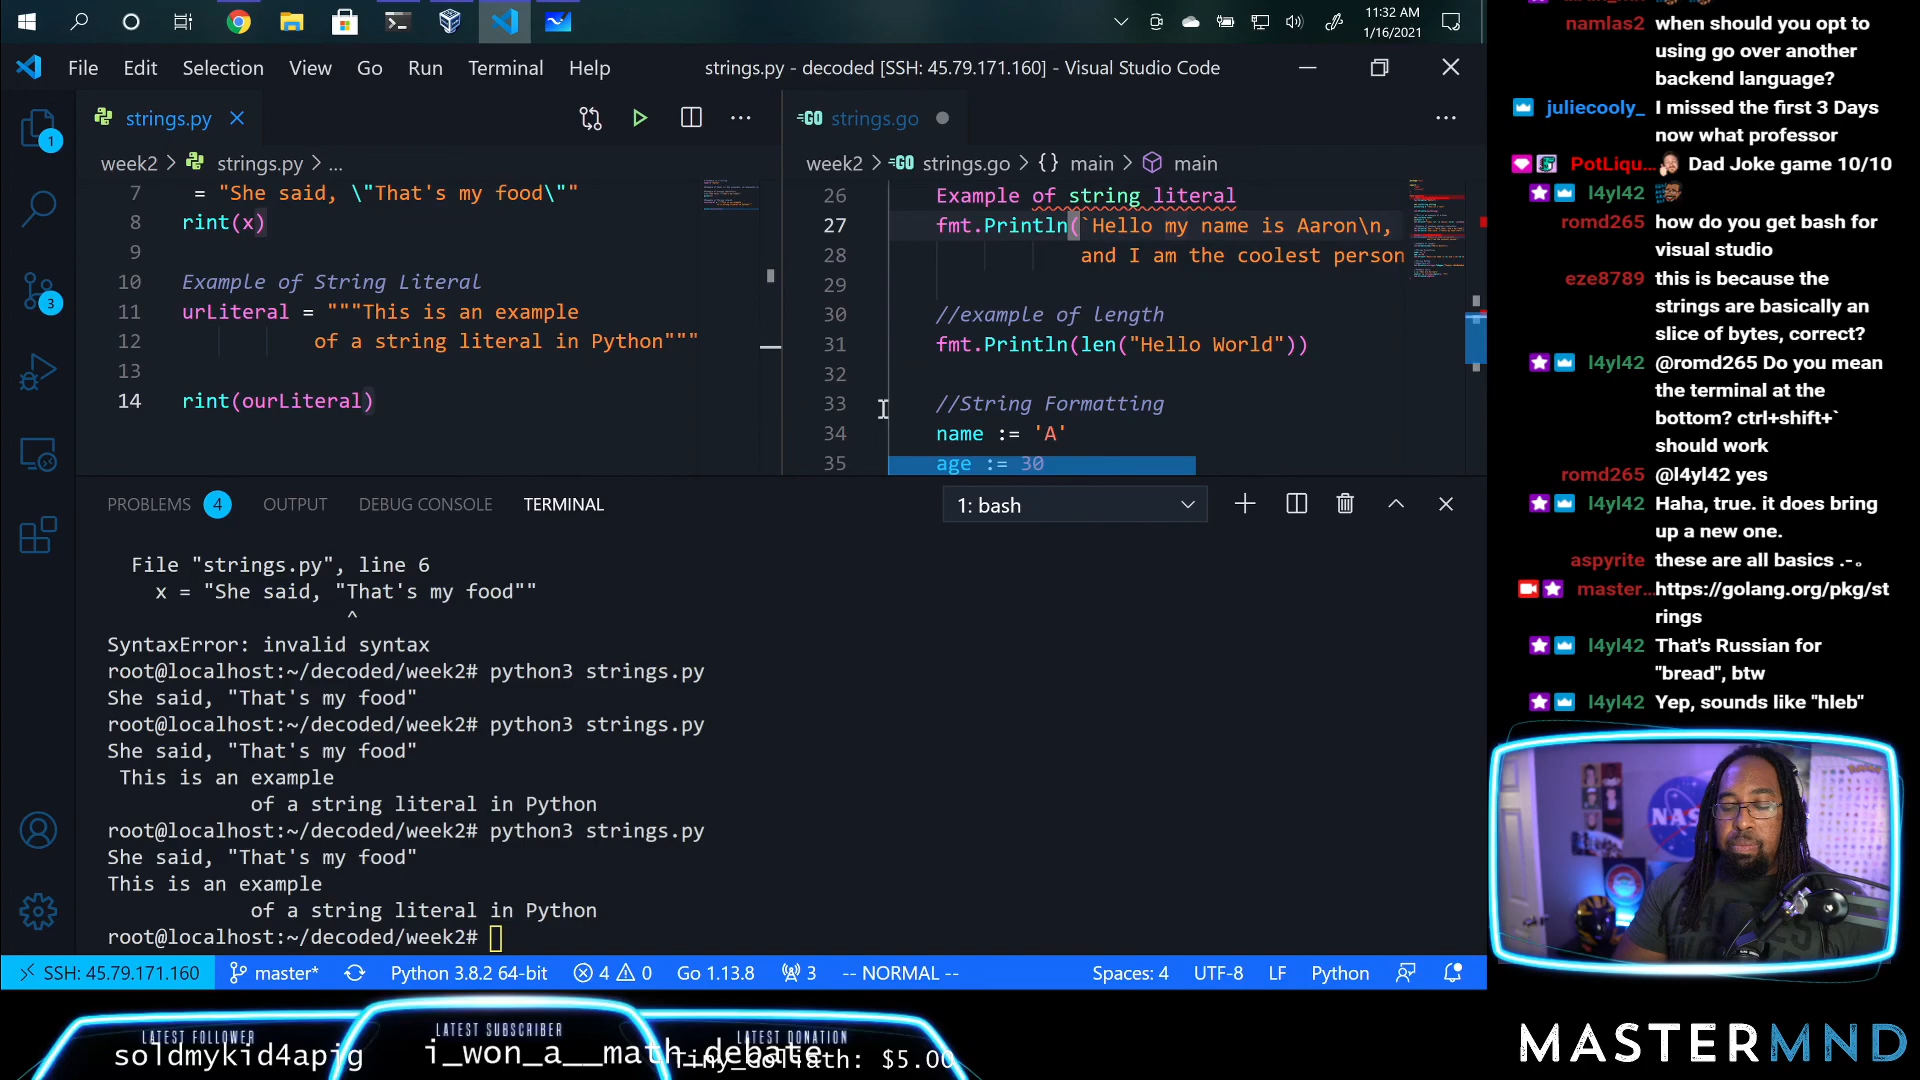 11:32 AM
1/16/2021
File Edit Selection View Go Run Terminal Help
strings.py - decoded [SSH: 45.79.171.160] - Visual Studio Code
strings.py
week2 > strings.py > ...
7 = "She said, \"That's my food\""
8 rint(x)
9
10 Example of String Literal
11 urLiteral = """This is an example
12 of a string literal in Python"""
13
14 rint(ourLiteral)
strings.go
week2 > strings.go > {} main > main
26 Example of string literal
27 fmt.Println(`Hello my name is Aaron\n,
28 and I am the coolest person
29
30 //example of length
31 fmt.Println(len("Hello World"))
32
33 //String Formatting
34 name := 'A'
35 age := 30
1
3
PROBLEMS 4 OUTPUT DEBUG CONSOLE TERMINAL
1: bash
File "strings.py", line 6
x = "She said, "That's my food""
^
SyntaxError: invalid syntax
root@localhost:~/decoded/week2# python3 strings.py
She said, "That's my food"
root@localhost:~/decoded/week2# python3 strings.py
She said, "That's my food"
This is an example
of a string literal in Python
root@localhost:~/decoded/week2# python3 strings.py
She said, "That's my food"
This is an example
of a string literal in Python
root@localhost:~/decoded/week2#
SSH: 45.79.171.160 master* Python 3.8.2 64-bit 4 0 Go 1.13.8 3 -- NORMAL -- Spaces: 4 UTF-8 LF Python
namlas2 when should you opt to
using go over another
backend language?
juliecooly_ I missed the first 3 Days
now what professor
PotLiqu... Dad Joke game 10/10
l4yl42
romd265 how do you get bash for
visual studio
eze8789 this is because the
strings are basically an
slice of bytes, correct?
l4yl42 @romd265 Do you mean
the terminal at the
bottom? ctrl+shift+`
should work
romd265 @l4yl42 yes
l4yl42 Haha, true. it does bring
up a new one.
aspyrite these are all basics .-。
master... https://golang.org/pkg/st
rings
l4yl42 That's Russian for
"bread", btw
l4yl42 Yep, sounds like "hleb"
NASA
LATEST FOLLOWER
soldmykid4apig
LATEST SUBSCRIBER
i_won_a__math_debate
LATEST DONATION
Tiny_Goliath: $5.00
MASTERMND